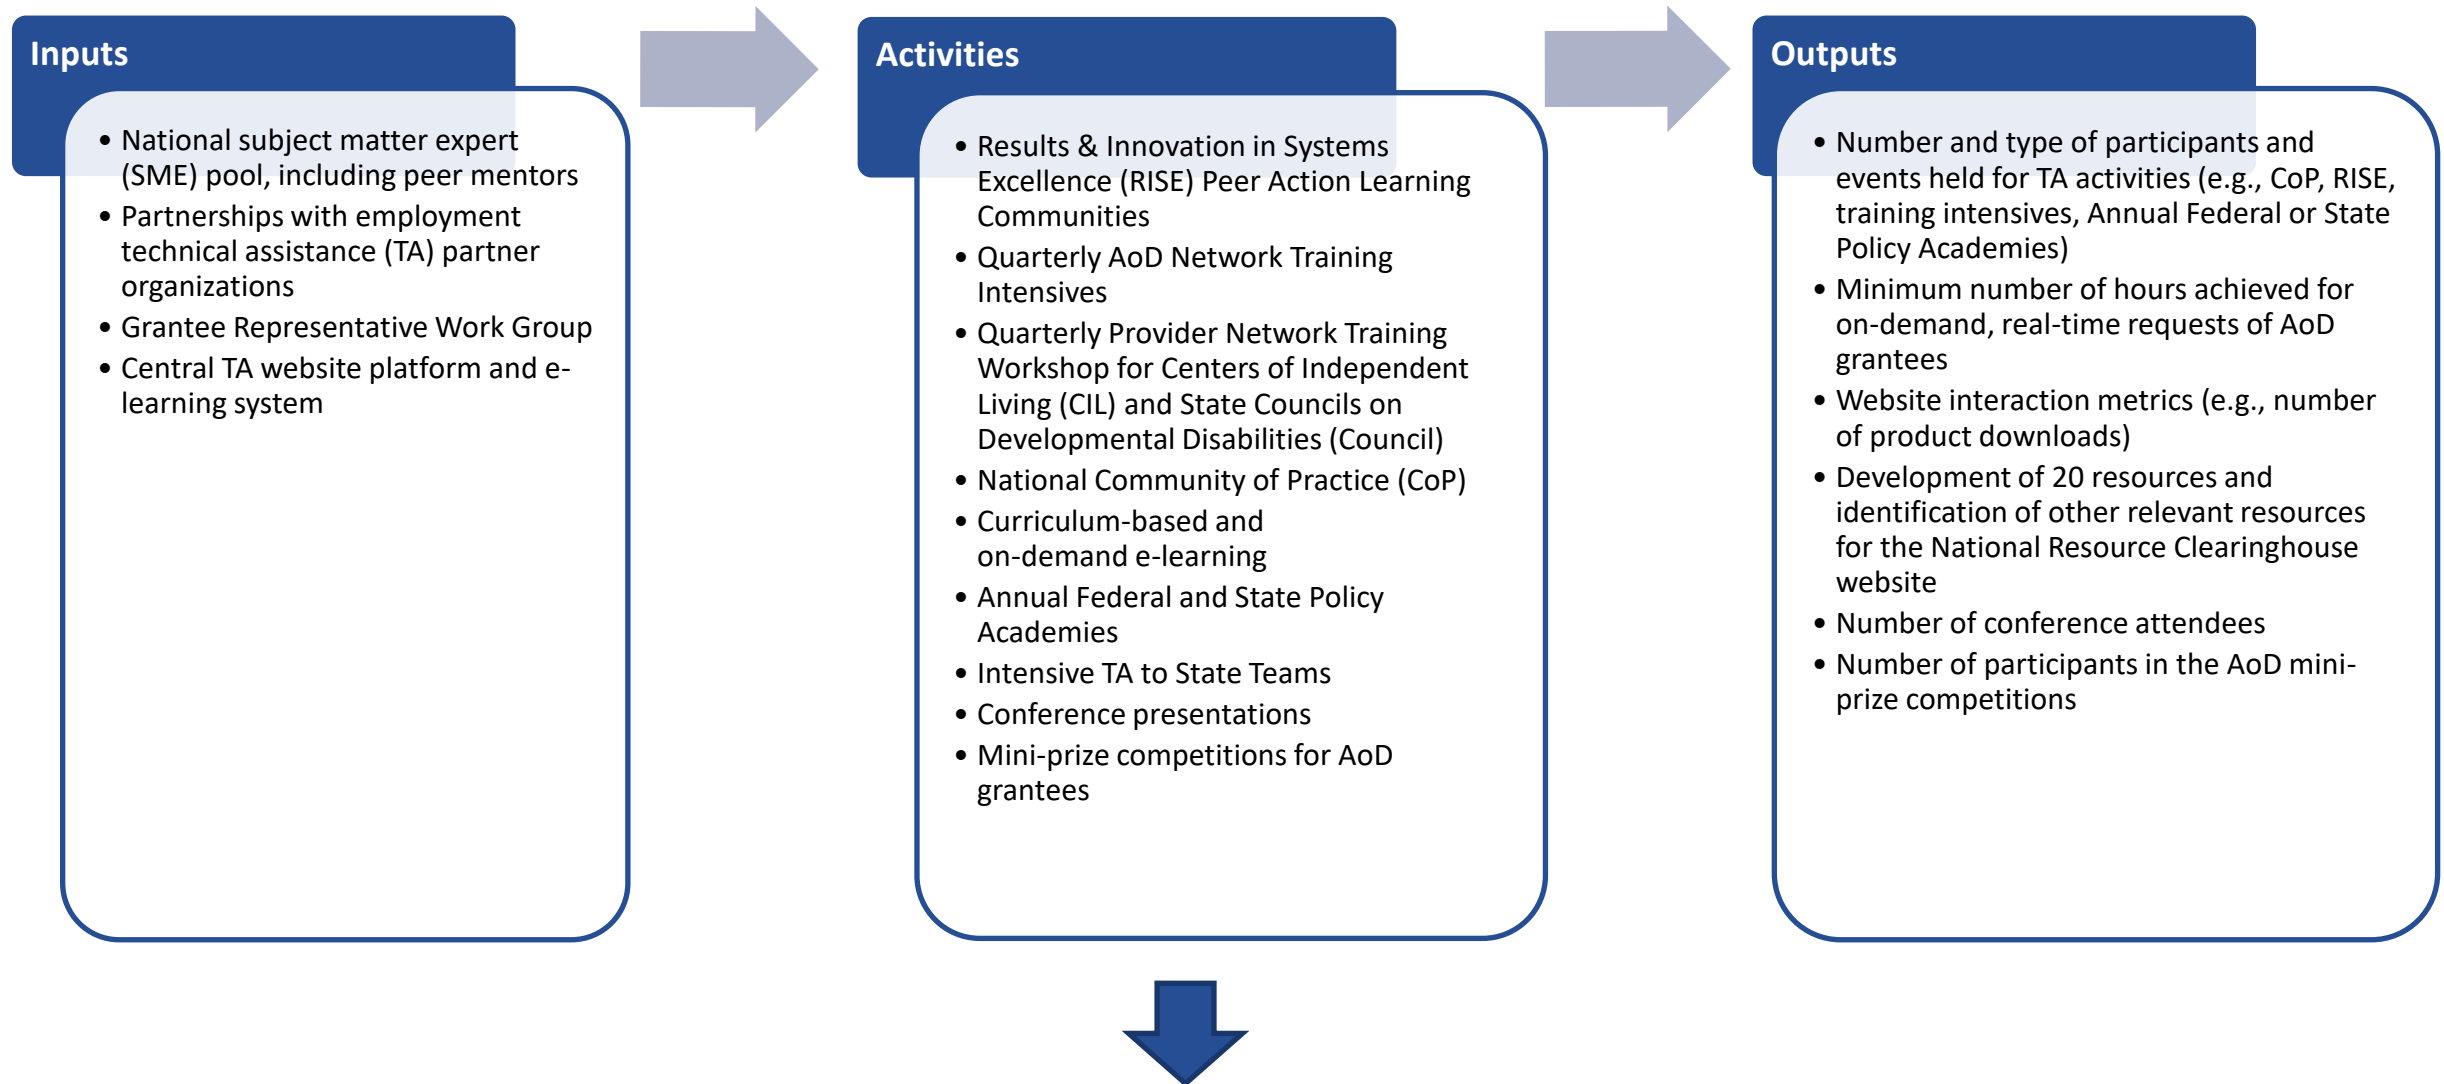 Inputs
• National subject matter expert
(SME) pool, including peer mentors
• Partnerships with employment
technical assistance (TA) partner
organizations
• Grantee Representative Work Group
• Central TA website platform and e-
learning system
Activities
• Results & Innovation in Systems
Excellence (RISE) Peer Action Learning
Communities
• Quarterly AoD Network Training
Intensives
• Quarterly Provider Network Training
Workshop for Centers of Independent
Living (CIL) and State Councils on
Developmental Disabilities (Council)
• National Community of Practice (CoP)
• Curriculum-based and
on-demand e-learning
• Annual Federal and State Policy
Academies
• Intensive TA to State Teams
• Conference presentations
• Mini-prize competitions for AoD
grantees
Outputs
• Number and type of participants and
events held for TA activities (e.g., CoP, RISE,
training intensives, Annual Federal or State
Policy Academies)
• Minimum number of hours achieved for
on-demand, real-time requests of AoD
grantees
• Website interaction metrics (e.g., number
of product downloads)
• Development of 20 resources and
identification of other relevant resources
for the National Resource Clearinghouse
website
• Number of conference attendees
• Number of participants in the AoD mini-
prize competitions